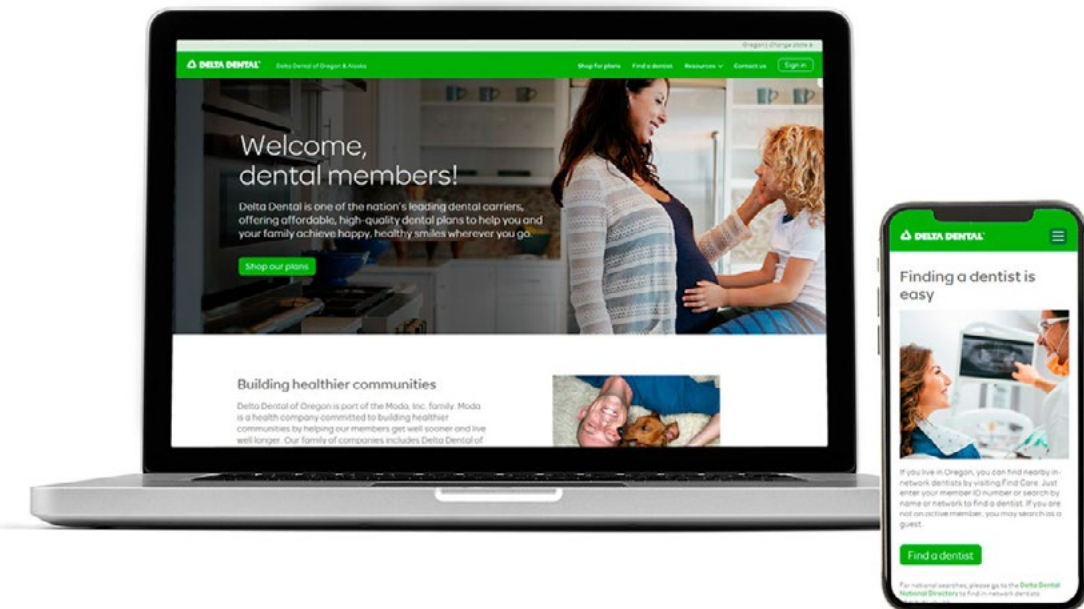 Oregon | Change state
DELTA DENTAL
Delta Dental of Oregon & Alaska
Shop for plans
Find a dentist
Resources
Contact us
Sign in
Welcome,
dental members!
Delta Dental is one of the nation's leading dental carriers,
offering affordable, high-quality dental plans to help you and
your family achieve happy, healthy smiles wherever you go.
Shop our plans
Building healthier communities
Delta Dental of Oregon is part of the Moda, Inc. family. Moda
is a health company committed to building healthier
communities by helping our members get well sooner and live
well longer. Our family of companies includes Delta Dental of
DELTA DENTAL
Finding a dentist is
easy
If you live in Oregon, you can find nearby in-
network dentists by visiting Find Care. Just
enter your member ID number or search by
name or network to find a dentist. If you are
not an active member, you may search as a
guest.
Find a dentist
For national searches, please go to the Delta Dental
National Directory to find in-network dentists